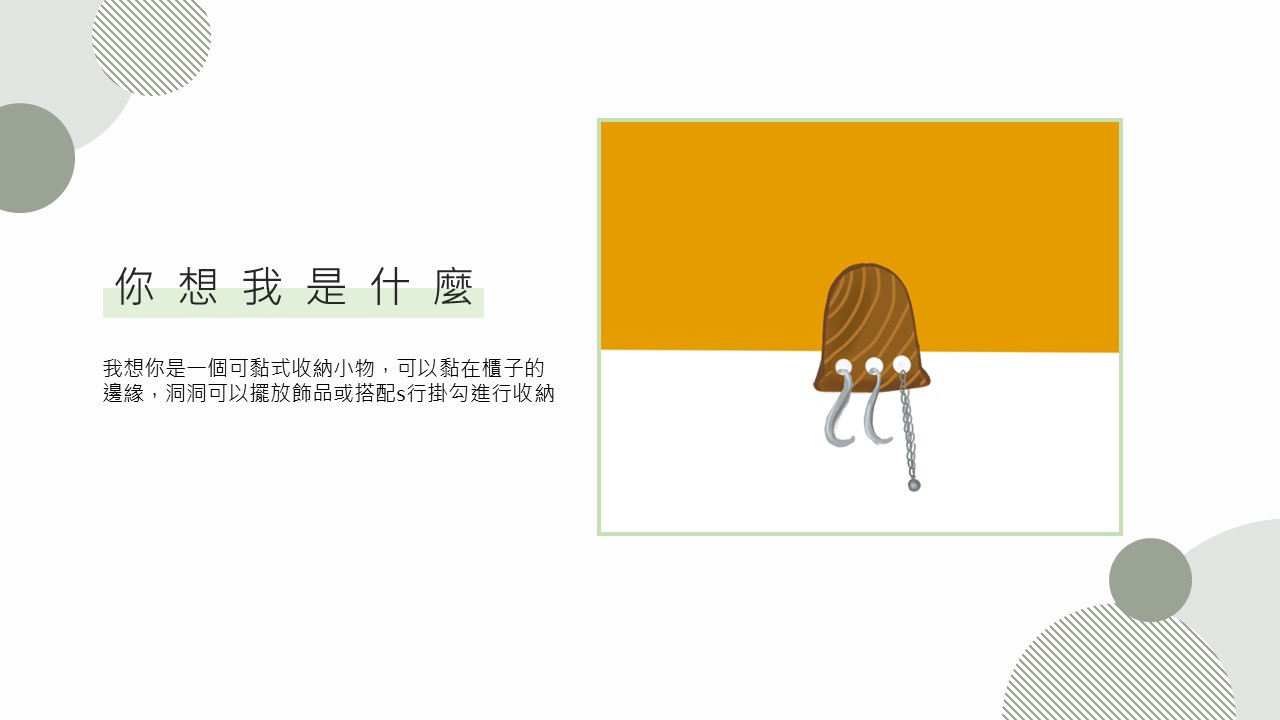 你想我是什麼
我想你是一個可黏式收納小物，可以黏在櫃子的
邊緣，洞洞可以擺放飾品或搭配s行掛勾進行收納